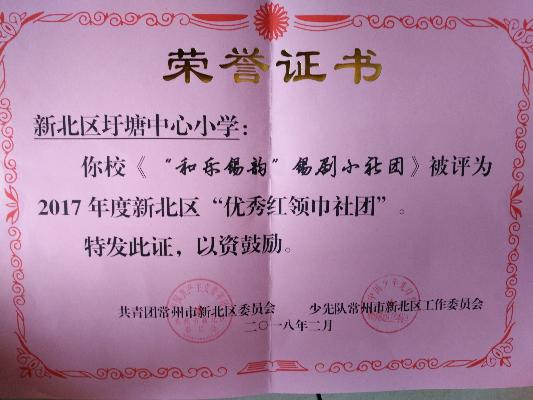 荣誉证书
新北区圩塘中心小学：
你校《“和乐锡韵”锡剧小社团》被评为
2017年度新北区“优秀红领巾社团”。
特发此证，以资鼓励。
共青团常州市新北区委员会 少先队常州市新北区工作委员会
二〇一八年二月